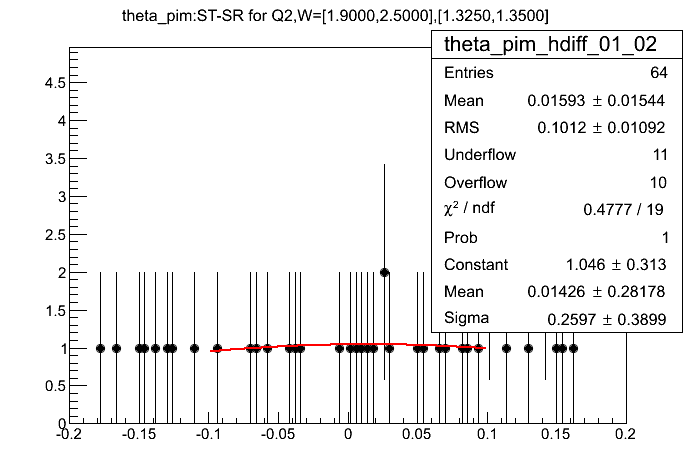 theta_pim:ST-SR for Q2,W=[1.9000,2.5000],[1.3250,1.3500]
theta_pim_hdiff_01_02
Entries 64
Mean 0.01593 ± 0.01544
RMS 0.1012 ± 0.01092
Underflow 11
Overflow 10
χ² / ndf 0.4777 / 19
Prob 1
Constant 1.046 ± 0.313
Mean 0.01426 ± 0.28178
Sigma 0.2597 ± 0.3899
4.5
4
3.5
3
2.5
2
1.5
1
0.5
0
-0.2 -0.15 -0.1 -0.05 0 0.05 0.1 0.15 0.2